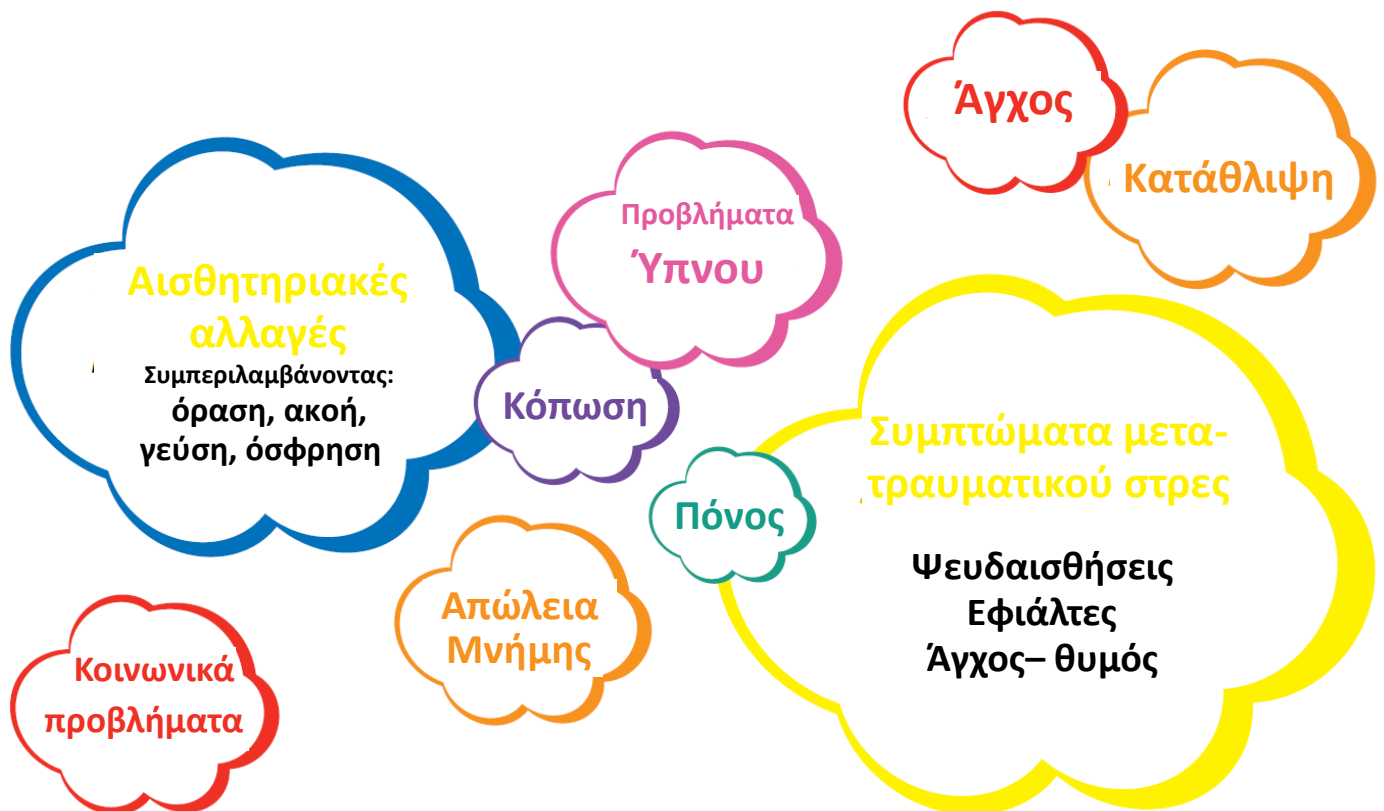 Άγχος
Κατάθλιψη
Προβλήματα
Ύπνου
Αισθητηριακές
αλλαγές
Συμπεριλαμβάνοντας:
όραση, ακοή,
γεύση, όσφρηση
Κόπωση
Συμπτώματα μετα-
τραυματικού στρες
Ψευδαισθήσεις
Εφιάλτες
Άγχος– θυμός
Πόνος
Απώλεια
Μνήμης
Κοινωνικά
προβλήματα